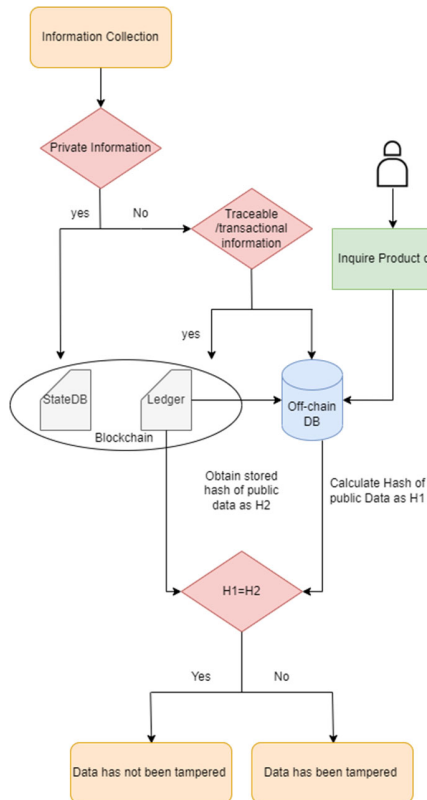 Information Collection
Private Information
yes
No
Traceable
/transactional
information
Inquire Product
yes
StateDB
Ledger
Blockchain
Off-chain
DB
Obtain stored
hash of public
data as H2
Calculate Hash of
public Data as H1
H1=H2
Yes
No
Data has not been tampered
Data has been tampered